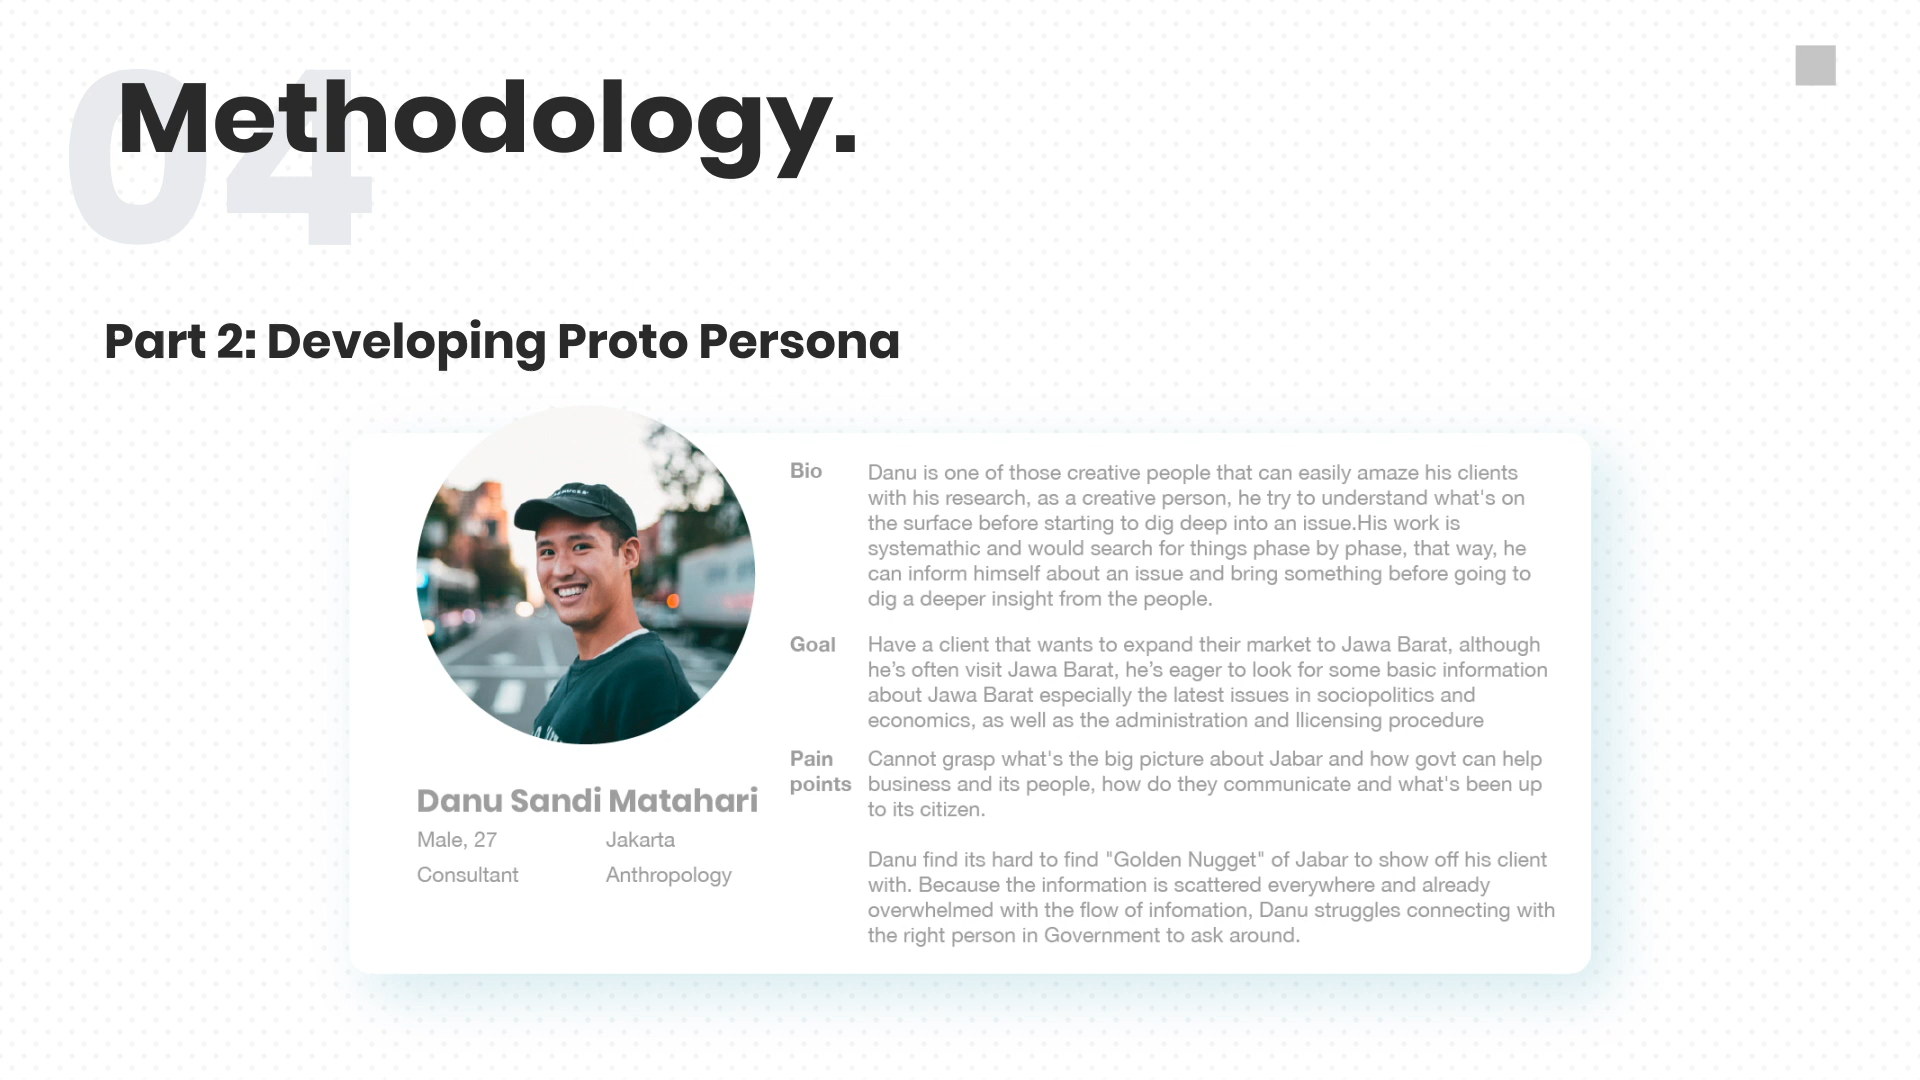 04
Methodology.
Part 2: Developing Proto Persona
Danu Sandi Matahari
Male, 27
Jakarta
Consultant
Anthropology
Bio
Danu is one of those creative people that can easily amaze his clients
with his research, as a creative person, he try to understand what's on
the surface before starting to dig deep into an issue.His work is
systemathic and would search for things phase by phase, that way, he
can inform himself about an issue and bring something before going to
dig a deeper insight from the people.
Goal
Have a client that wants to expand their market to Jawa Barat, although
he’s often visit Jawa Barat, he’s eager to look for some basic information
about Jawa Barat especially the latest issues in sociopolitics and
economics, as well as the administration and llicensing procedure
Pain
points
Cannot grasp what's the big picture about Jabar and how govt can help
business and its people, how do they communicate and what's been up
to its citizen.
Danu find its hard to find "Golden Nugget" of Jabar to show off his client
with. Because the information is scattered everywhere and already
overwhelmed with the flow of infomation, Danu struggles connecting with
the right person in Government to ask around.